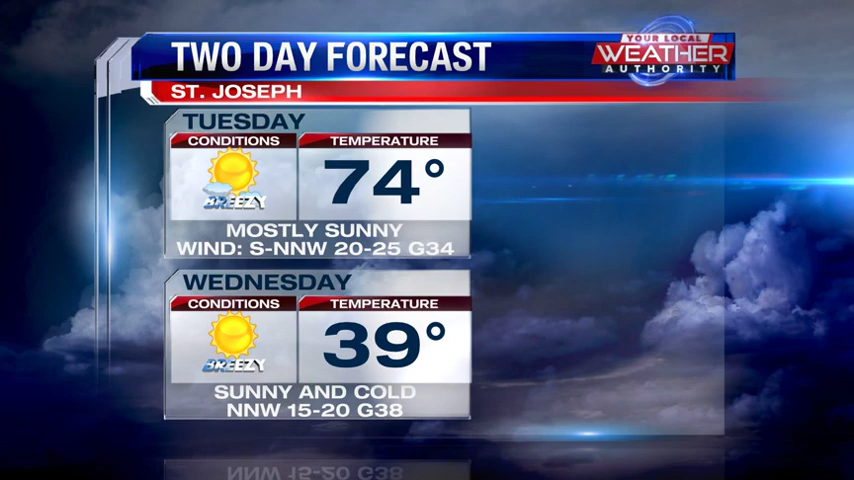 TWO DAY FORECAST
YOUR LOCAL
WEATHER
AUTHORITY
ST. JOSEPH
TUESDAY
CONDITIONS
TEMPERATURE
BREEZY
74°
MOSTLY SUNNY
WIND: S-NNW 20-25 G34
WEDNESDAY
CONDITIONS
TEMPERATURE
BREEZY
39°
SUNNY AND COLD
NNW 15-20 G38